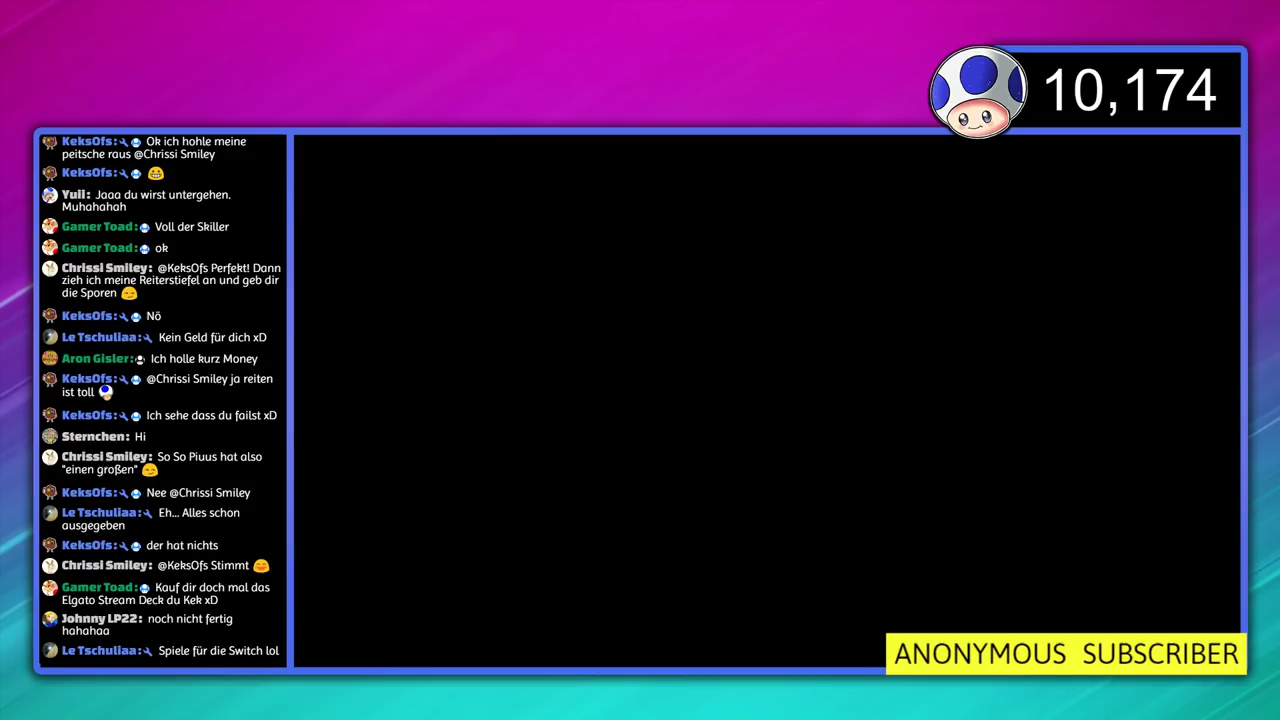 10,174
KeksOfs: Ok ich hohle meine
peitsche raus @Chrissi Smiley
KeksOfs: 😀
Yuii: Jaaa du wirst untergehen.
Muhahahah
Gamer Toad: Voll der Skiller
Gamer Toad: ok
Chrissi Smiley: @KeksOfs Perfekt! Dann
zieh ich meine Reiterstiefel an und geb dir
die Sporen 😏
KeksOfs: Nö
Le Tschuliaa: Kein Geld für dich xD
Aron Gisler: Ich holle kurz Money
KeksOfs: @Chrissi Smiley ja reiten
ist toll
KeksOfs: Ich sehe dass du failst xD
Sternchen: Hi
Chrissi Smiley: So So Piuus hat also
"einen großen" 😊
KeksOfs: Nee @Chrissi Smiley
Le Tschuliaa: Eh... Alles schon
ausgegeben
KeksOfs: der hat nichts
Chrissi Smiley: @KeksOfs Stimmt 😄
Gamer Toad: Kauf dir doch mal das
Elgato Stream Deck du Kek xD
Johnny LP22: noch nicht fertig
hahahaa
Le Tschuliaa: Spiele für die Switch lol
ANONYMOUS SUBSCRIBER